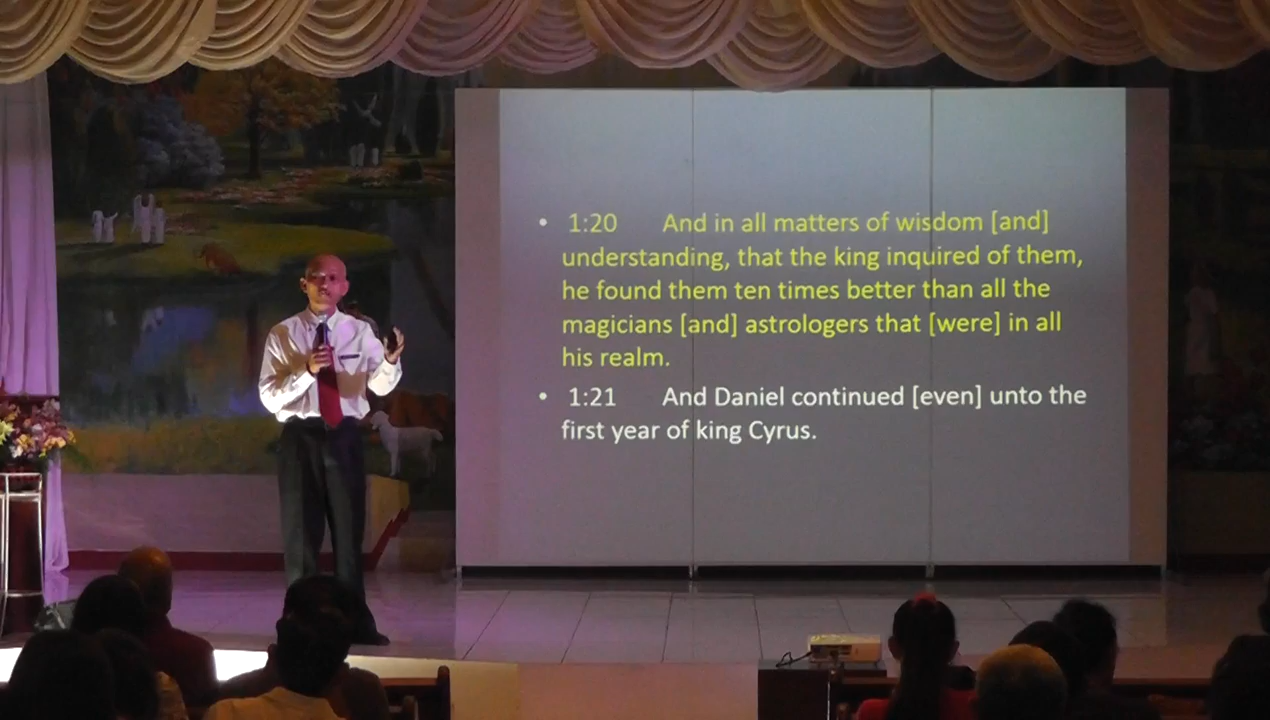 • 1:20 And in all matters of wisdom [and]
understanding, that the king inquired of them,
he found them ten times better than all the
magicians [and] astrologers that [were] in all
his realm.
• 1:21 And Daniel continued [even] unto the
first year of king Cyrus.